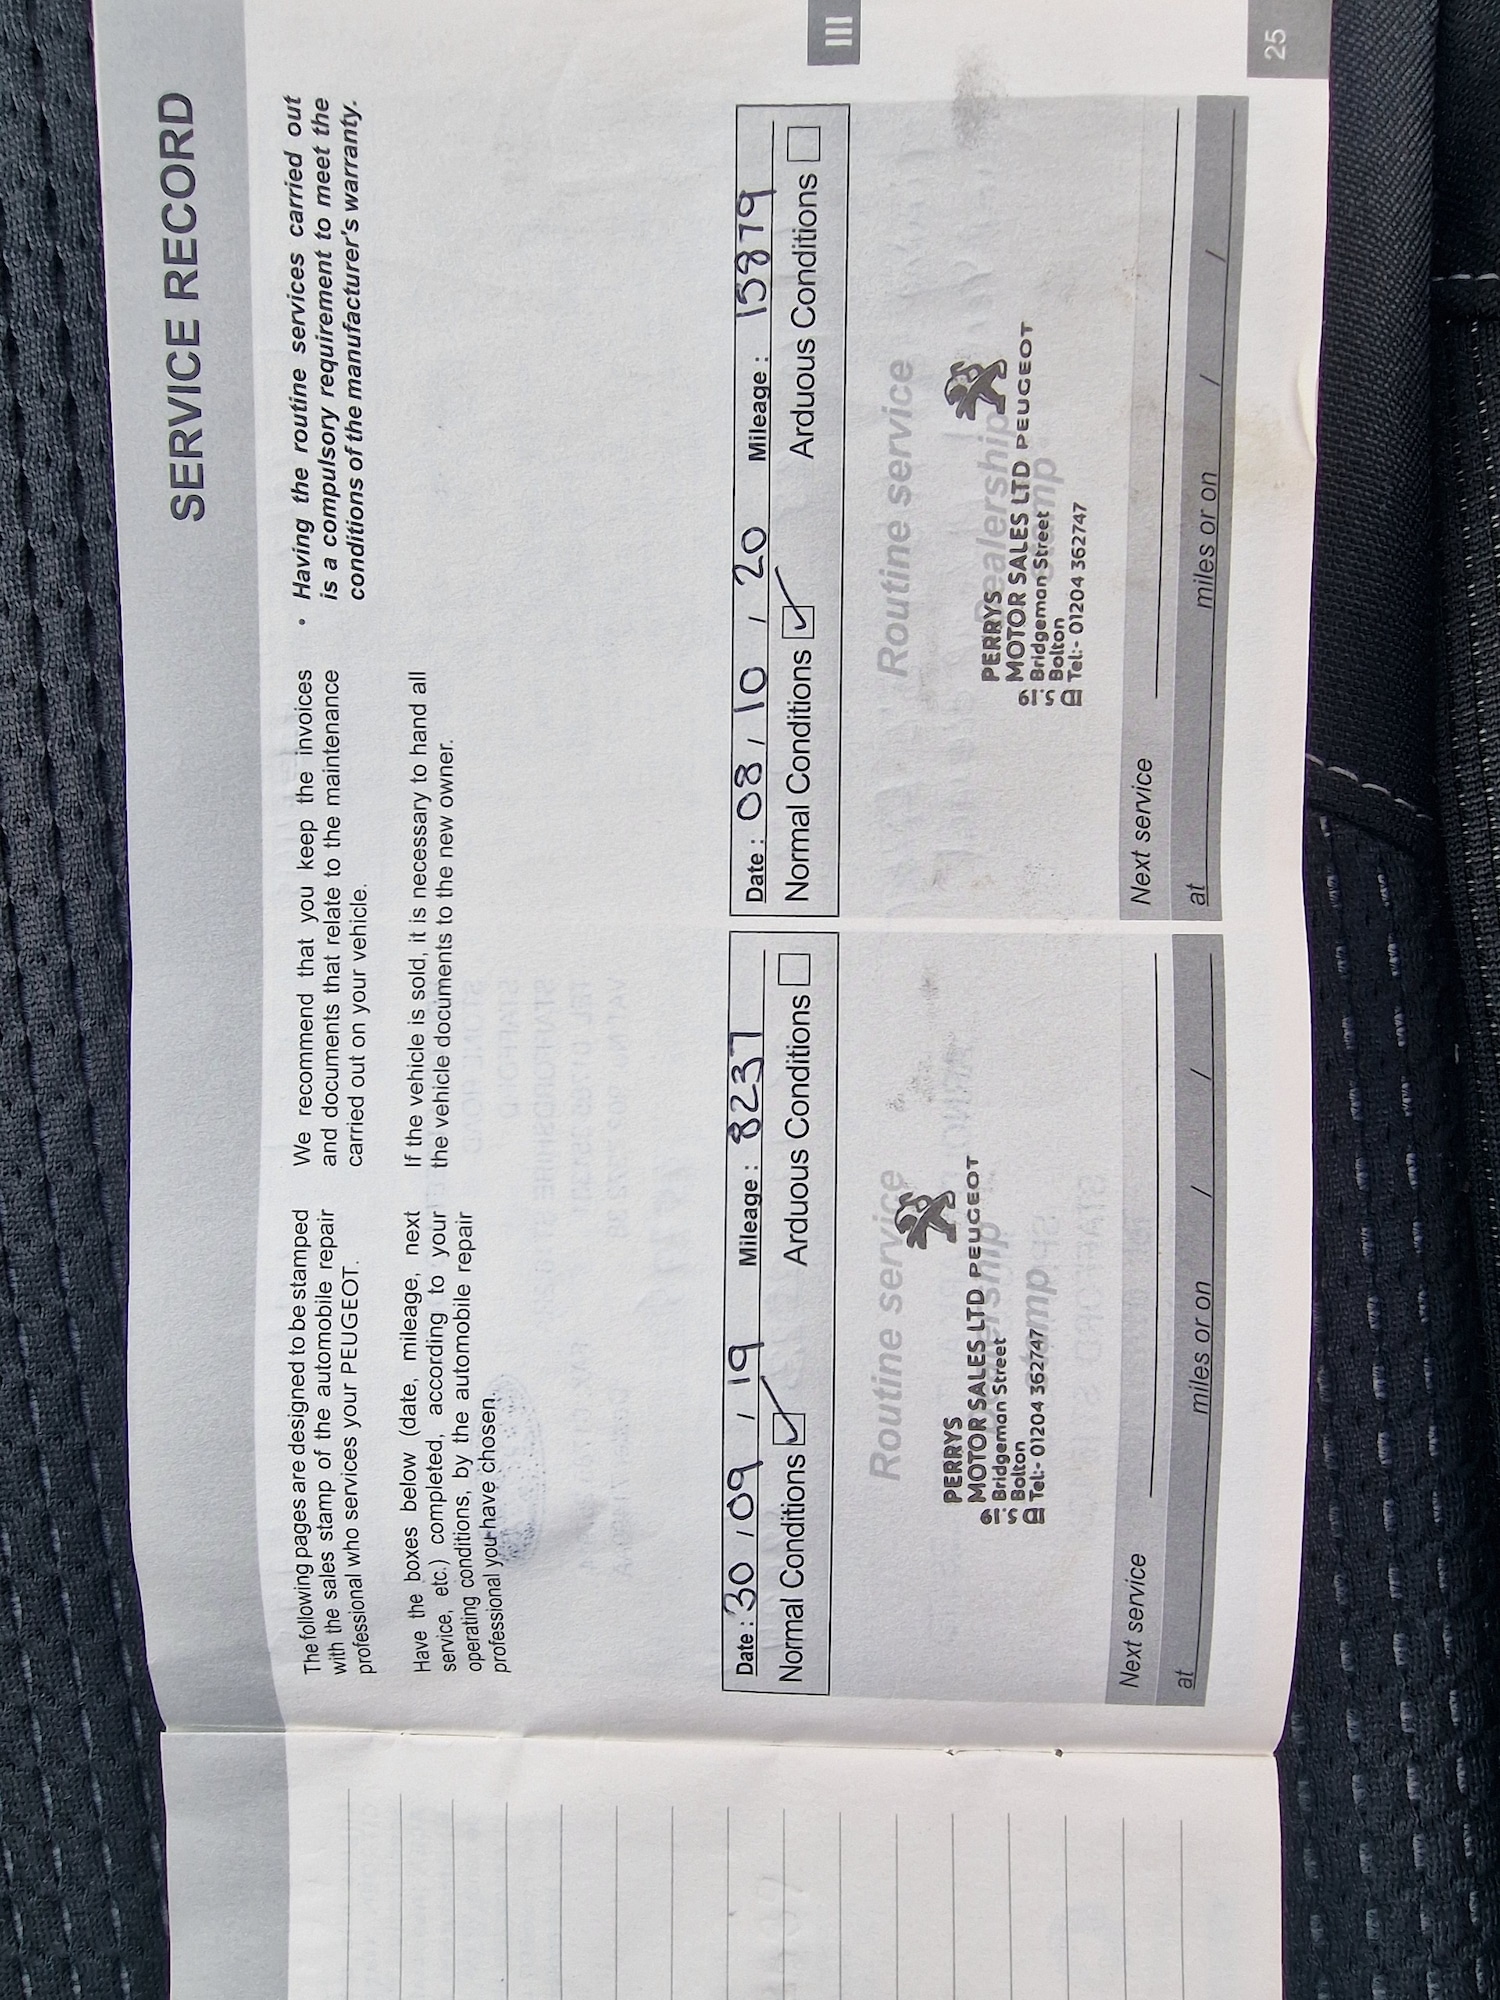 SERVICE RECORD
The following pages are designed to be stamped
with the sales stamp of the automobile repair
professional who services your PEUGEOT.
Have the boxes below (date, mileage, next
service, etc.) completed, according to your
operating conditions, by the automobile repair
professional you have chosen.
We recommend that you keep the invoices
and documents that relate to the maintenance
carried out on your vehicle.
If the vehicle is sold, it is necessary to hand all
the vehicle documents to the new owner.
• Having the routine services carried out
is a compulsory requirement to meet the
conditions of the manufacturer's warranty.
Date : 30 / 09 / 19 Mileage : 8237
Normal Conditions ✓ Arduous Conditions
Routine service
PERRYS
MOTOR SALES LTD PEUGEOT
Bridgeman Street
Bolton
Tel:- 01204 362747
Next service
at miles or on / /
Date : 08 / 10 / 20 Mileage : 15879
Normal Conditions ✓ Arduous Conditions
Routine service
Dealership
stamp
PERRYS
MOTOR SALES LTD PEUGEOT
Bridgeman Street
Bolton
Tel:- 01204 362747
Next service
at miles or on / /
III
25